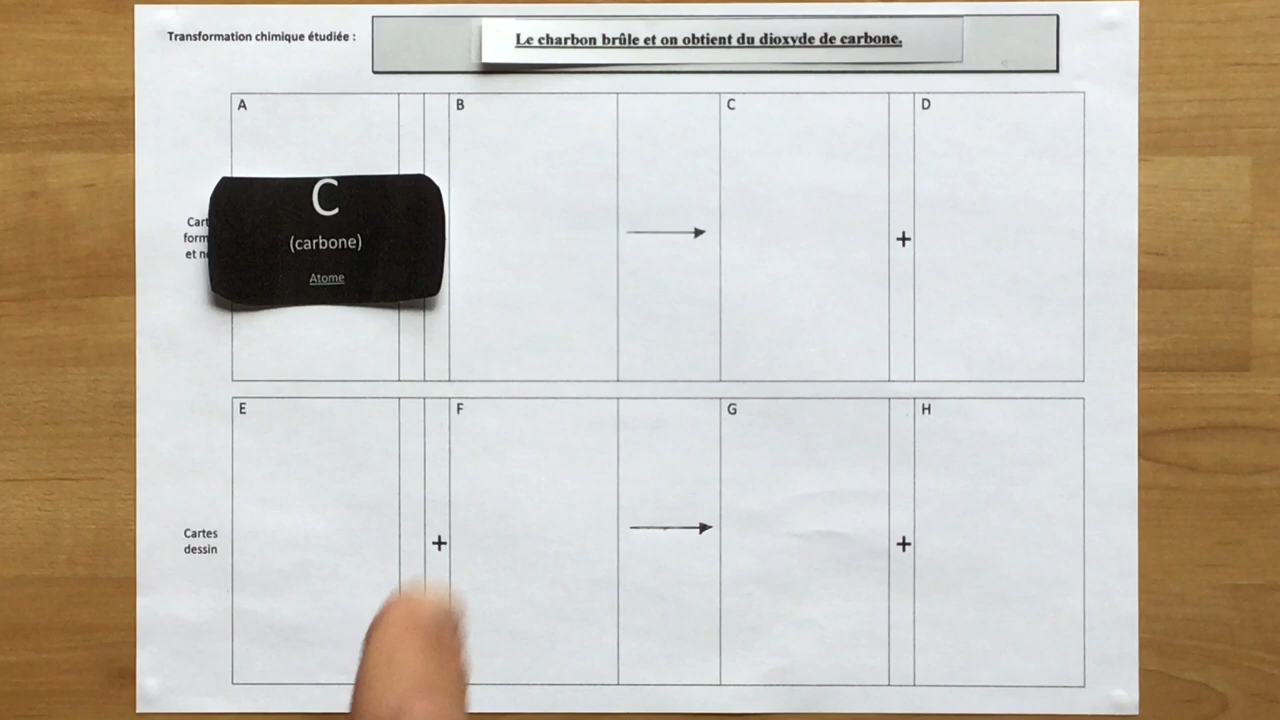 Transformation chimique étudiée :
Le charbon brûle et on obtient du dioxyde de carbone.
A
B
C
D
C
(carbone)
Atome
+
E
F
G
H
Cartes
dessin
+
+